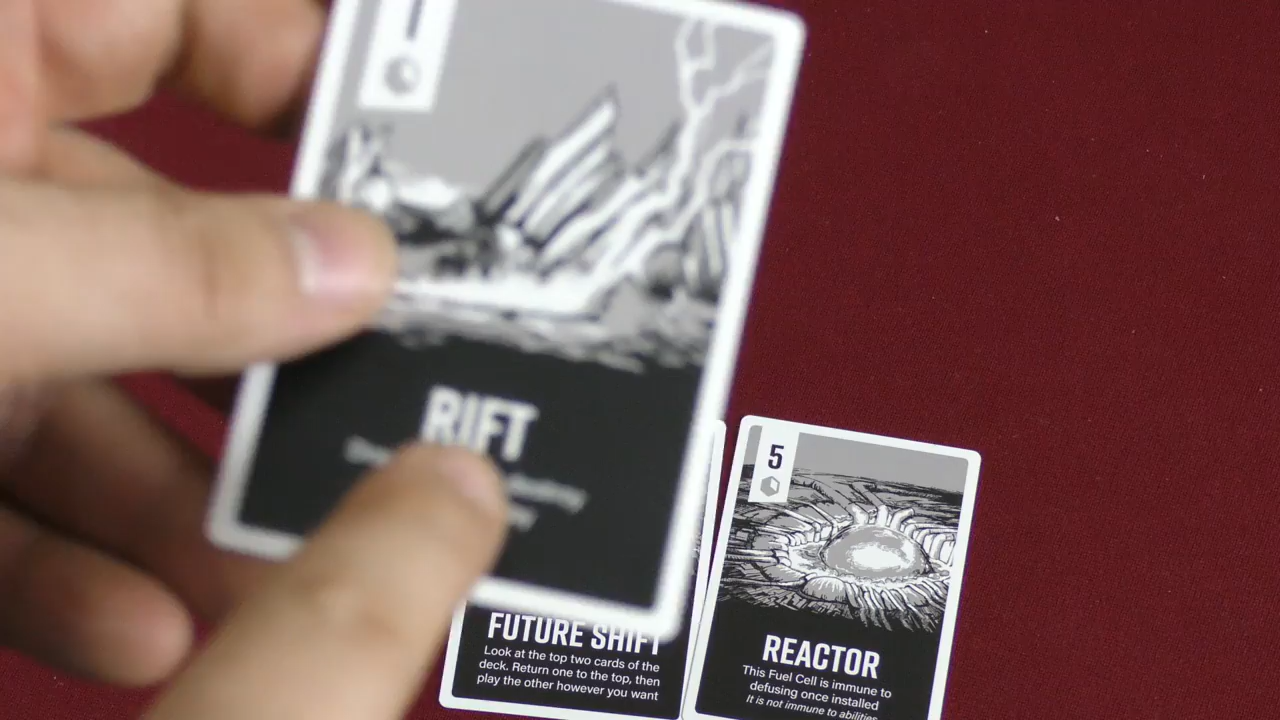 RIFT
5
FUTURE SHIFT
Look at the top two cards of the
deck. Return one to the top, then
play the other however you want
REACTOR
This Fuel Cell is immune to
defusing once installed
It is not immune to abilities